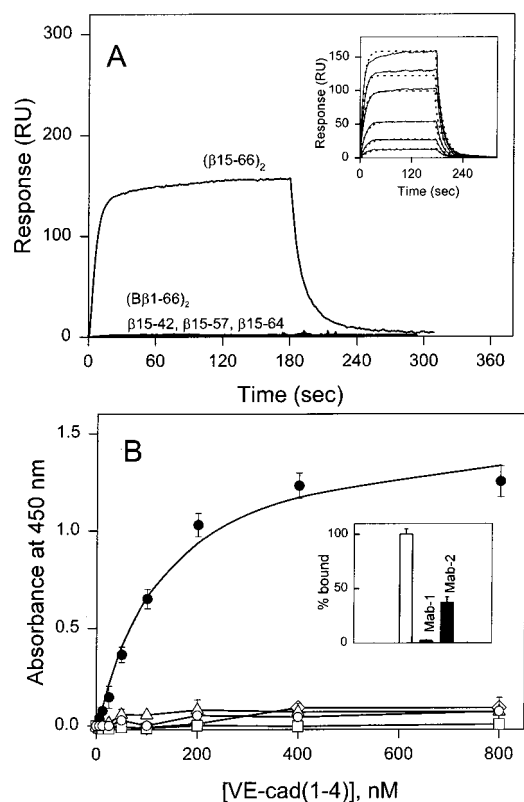 A
300
200
100
0
Response (RU)
(β15-66)₂
(Bβ1-66)₂
β15-42, β15-57, β15-64
0 60 120 180 240 300 360
Time (sec)
150
100
50
0
Response (RU)
0 120 240
Time (sec)
B
1.5
1.0
0.5
0.0
Absorbance at 450 nm
0 200 400 600 800
[VE-cad(1-4)], nM
100
50
0
% bound
Mab-1
Mab-2